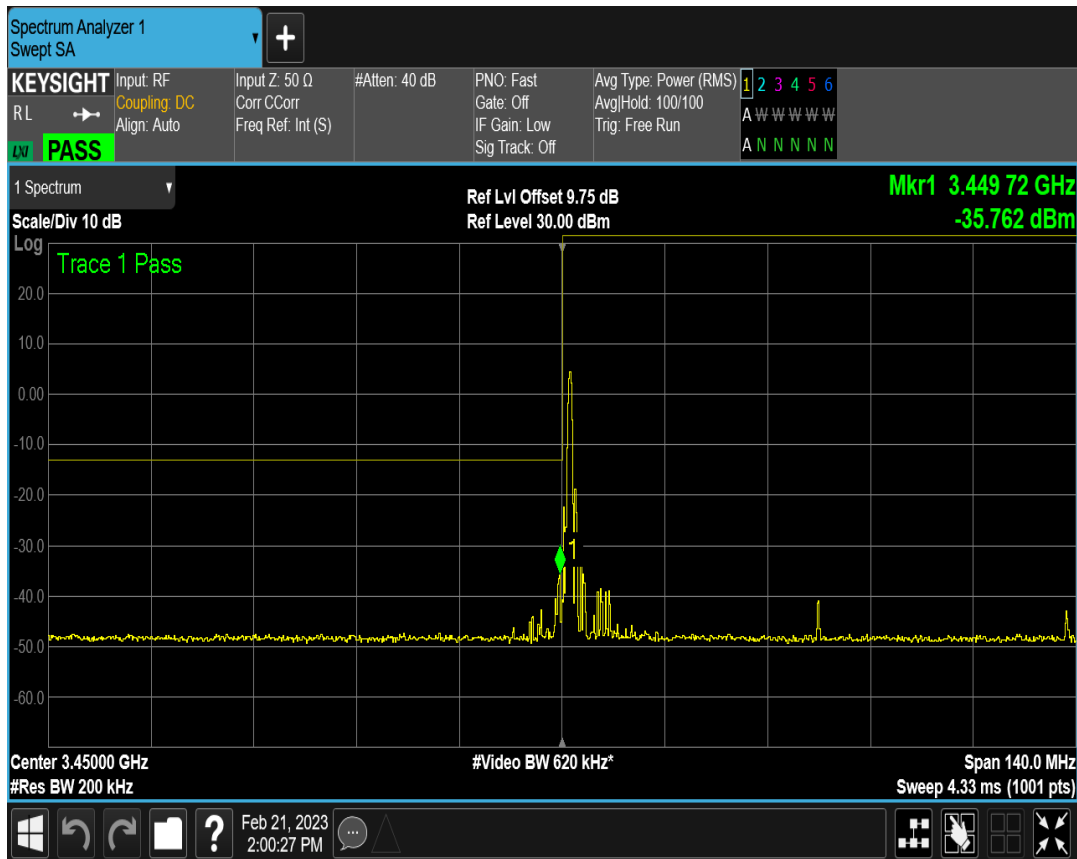 Spectrum Analyzer 1
Swept SA
+
KEYSIGHT
RL
LXI PASS
Input: RF
Coupling: DC
Align: Auto
Input Z: 50 Ω
Corr CCorr
Freq Ref: Int (S)
#Atten: 40 dB
PNO: Fast
Gate: Off
IF Gain: Low
Sig Track: Off
Avg Type: Power (RMS)
Avg|Hold: 100/100
Trig: Free Run
1 2 3 4 5 6
A W W W W W
A N N N N N
1 Spectrum
Scale/Div 10 dB
Ref Lvl Offset 9.75 dB
Ref Level 30.00 dBm
Mkr1 3.449 72 GHz
-35.762 dBm
Log
Trace 1 Pass
20.0
10.0
0.00
-10.0
-20.0
-30.0
-40.0
-50.0
-60.0
Center 3.45000 GHz
#Video BW 620 kHz*
Span 140.0 MHz
#Res BW 200 kHz
Sweep 4.33 ms (1001 pts)
?
Feb 21, 2023
2:00:27 PM